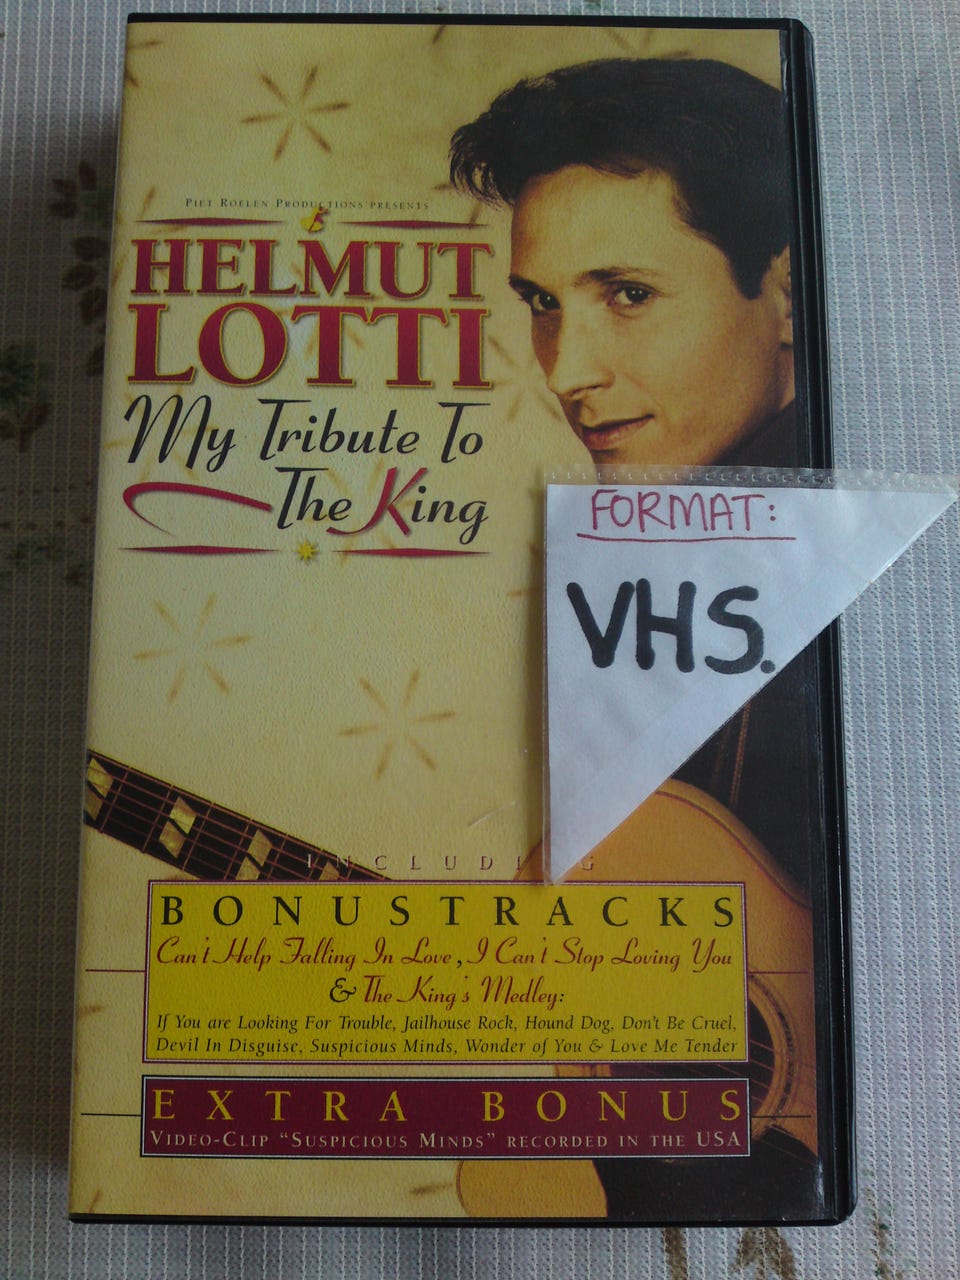 PIET ROELEN PRODUCTIONS PRESENTS
HELMUT
LOTTI
My Tribute To
The King
FORMAT:
VHS.
INCLUDING
BONUSTRACKS
Can't Help Falling In Love, I Can't Stop Loving You
& The King's Medley:
If You are Looking For Trouble, Jailhouse Rock, Hound Dog, Don't Be Cruel,
Devil In Disguise, Suspicious Minds, Wonder of You & Love Me Tender
EXTRA BONUS
VIDEO-CLIP "SUSPICIOUS MINDS" RECORDED IN THE USA